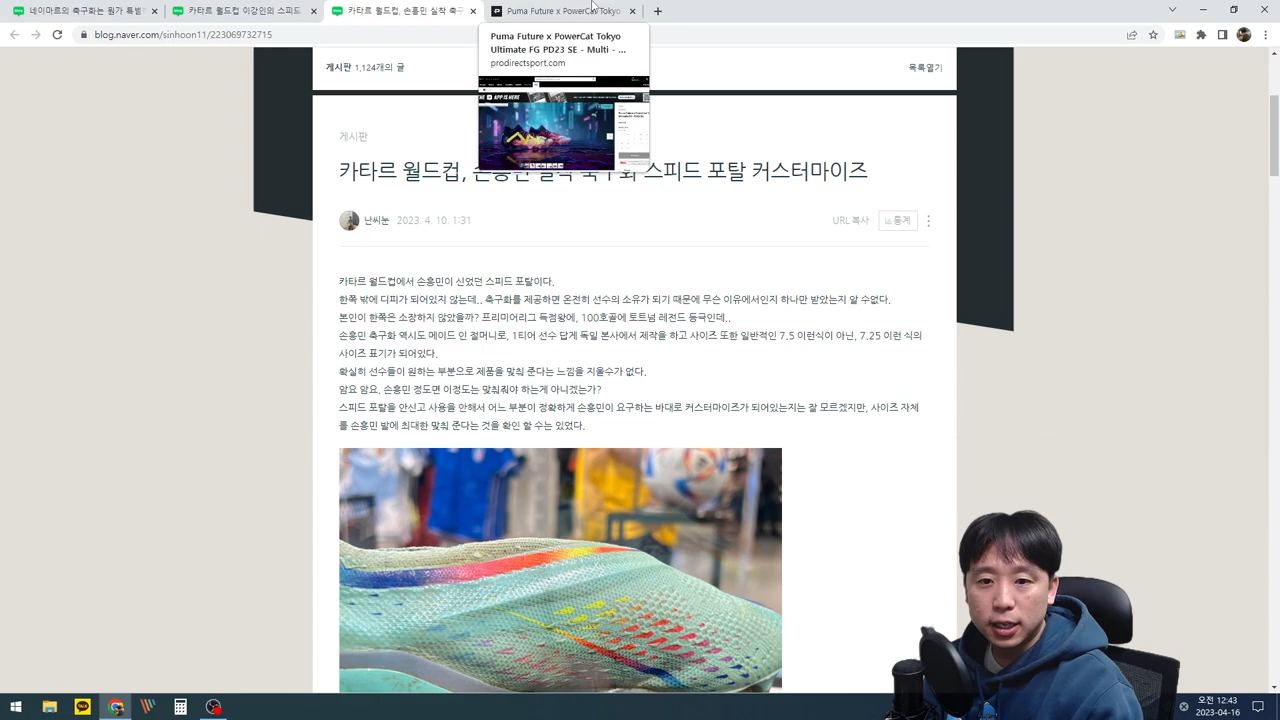 네이마르의 축구화는 원가 특별
카타르 월드컵 이강인의 스피드
카타르 월드컵, 손흥민 실착 축구
Puma Future x PowerCat Tokyo
blog.naver.com/sinhoon11/223069732715
Puma Future x PowerCat Tokyo
Ultimate FG PD23 SE - Multi - ...
prodirectsport.com
게시판 1,124개의 글
목록열기
APP IS HERE
게시판
카타르 월드컵, 손흥민 실착 축구화 스피드 포탈 커스터마이즈
난씨눈 · 2023. 4. 10. 1:31
URL 복사
통계
카타르 월드컵에서 손흥민이 신었던 스피드 포탈이다.
한쪽 밖에 디피가 되어있지 않는데.. 축구화를 제공하면 온전히 선수의 소유가 되기 때문에 무슨 이유에서인지 하나만 받았는지 알 수없다.
본인이 한쪽은 소장하지 않았을까? 프리미어리그 득점왕에, 100호골에 토트넘 레전드 등극인데..
손흥민 축구화 역시도 메이드 인 절머니로, 1티어 선수 답게 독일 본사에서 제작을 하고 사이즈 또한 일반적인 7.5 이런식이 아닌, 7.25 이런 식의
사이즈 표기가 되어있다.
확실히 선수들이 원하는 부분으로 제품을 맞춰 준다는 느낌을 지울수가 없다.
암요 암요. 손흥민 정도면 이정도는 맞춰줘야 하는게 아니겠는가?
스피드 포탈을 안신고 사용을 안해서 어느 부분이 정확하게 손흥민이 요구하는 바대로 커스터마이즈가 되어있는지는 잘 모르겠지만, 사이즈 자체
를 손흥민 발에 최대한 맞춰 준다는 것을 확인 할 수는 있었다.
TALK
오전 12:43
2023-04-16